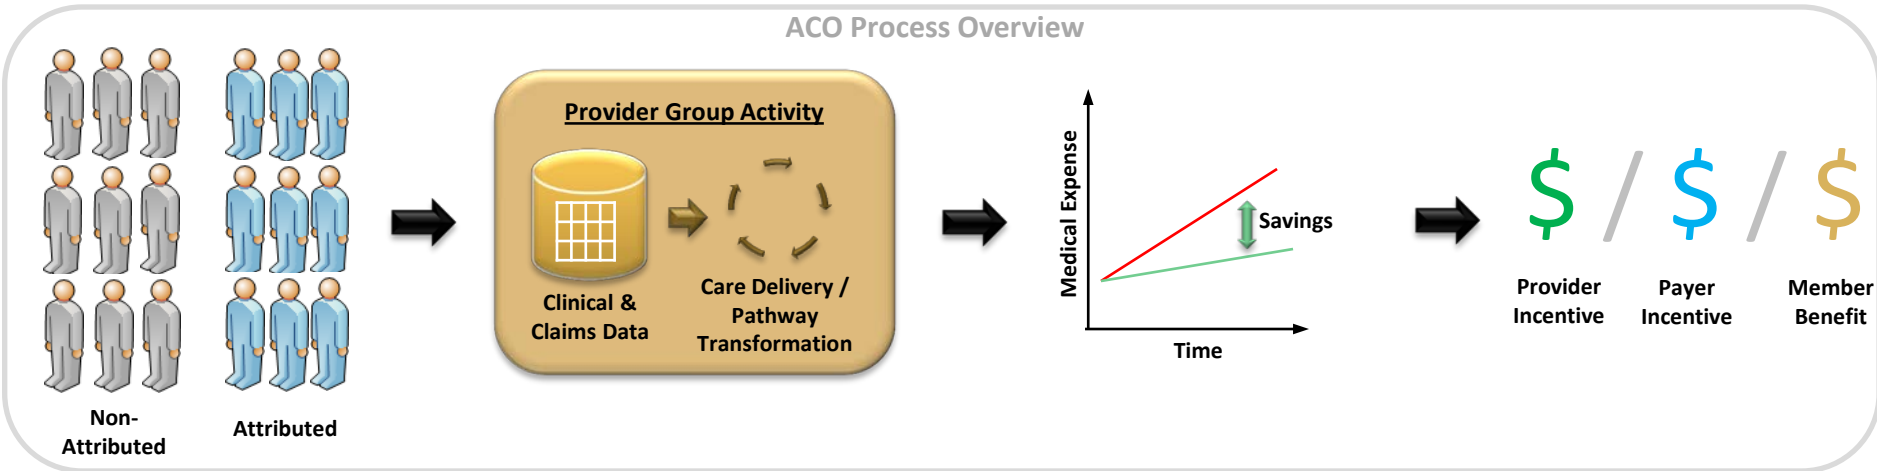 ACO Process Overview
Non-
Attributed
Attributed
Provider Group Activity
Clinical &
Claims Data
Care Delivery /
Pathway
Transformation
Medical Expense
Savings
Time
$ / $ / $
Provider
Incentive
Payer
Incentive
Member
Benefit